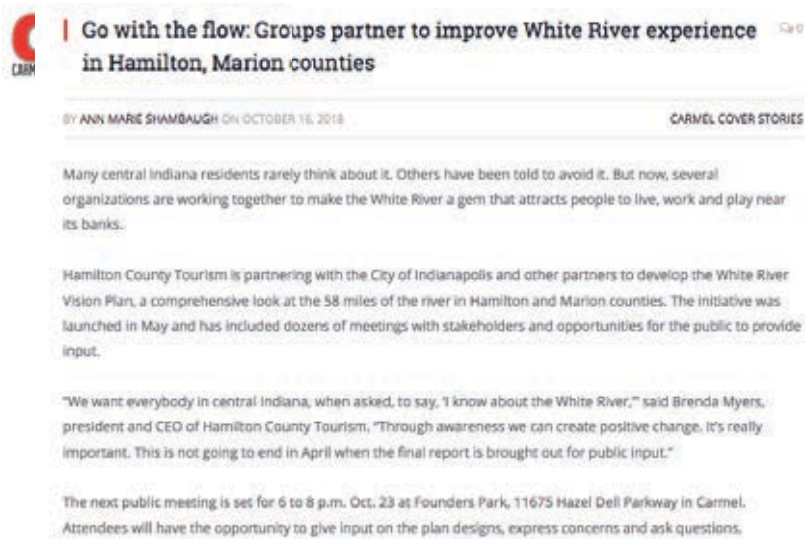 Go with the flow: Groups partner to improve White River experience
0
in Hamilton, Marion counties
CARM
BY ANN MARIE SHAMBAUGH ON OCTOBER 16, 2018
CARMEL COVER STORIES
Many central Indiana residents rarely think about it. Others have been told to avoid it. But now, several
organizations are working together to make the White River a gem that attracts people to live, work and play near
its banks.
Hamilton County Tourism is partnering with the City of Indianapolis and other partners to develop the White River
Vision Plan, a comprehensive look at the 58 miles of the river in Hamilton and Marion counties. The initiative was
launched in May and has included dozens of meetings with stakeholders and opportunities for the public to provide
input.
"We want everybody in central Indiana, when asked, to say, 'I know about the White River,'" said Brenda Myers,
president and CEO of Hamilton County Tourism. "Through awareness we can create positive change. It's really
important. This is not going to end in April when the final report is brought out for public input."
The next public meeting is set for 6 to 8 p.m. Oct. 23 at Founders Park, 11675 Hazel Dell Parkway in Carmel.
Attendees will have the opportunity to give input on the plan designs, express concerns and ask questions.